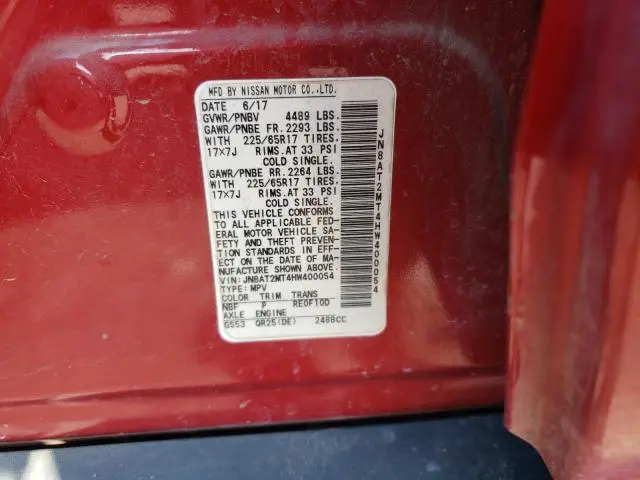 MFD BY NISSAN MOTOR CO.,LTD.
DATE 6/17
GVWR/PNBV 4489 LBS.
GAWR/PNBE FR. 2293 LBS.
WITH 225/65R17 TIRES.
17×7J RIMS. AT 33 PSI
COLD SINGLE.
GAWR/PNBE RR. 2264 LBS.
WITH 225/65R17 TIRES.
17×7J RIMS. AT 33 PSI
COLD SINGLE.
THIS VEHICLE CONFORMS
TO ALL APPLICABLE FED-
ERAL MOTOR VEHICLE SA-
FETY AND THEFT PREVEN-
TION STANDARDS IN EFF-
ECT ON THE DATE OF MA-
NUFACTURE SHOWN ABOVE.
VIN: JN8AT2MT4HW400054
TYPE: MPV
COLOR TRIM TRANS
NBF P RE0F10D
AXLE ENGINE
GS53 QR25(DE) 2488CC
JN8AT2MT4HW400054